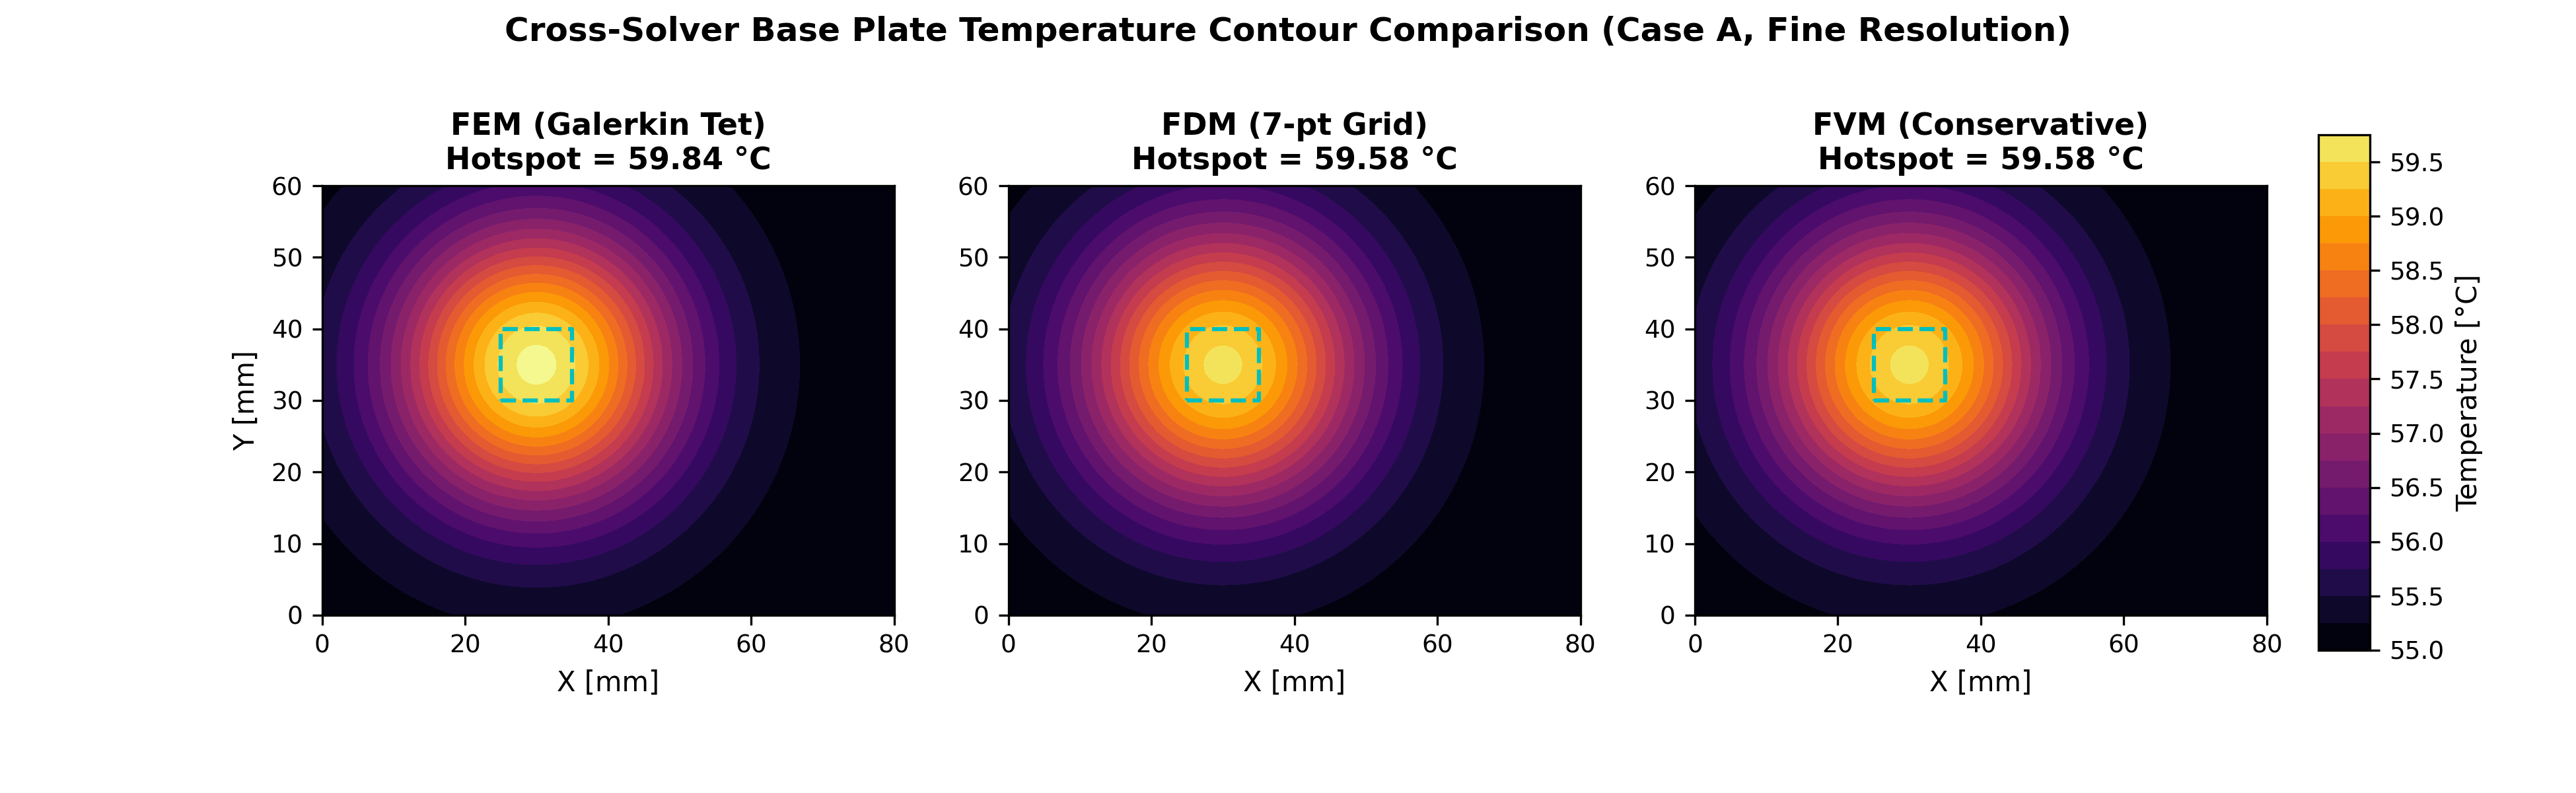 Cross-Solver Base Plate Temperature Contour Comparison (Case A, Fine Resolution)
FEM (Galerkin Tet)
Hotspot = 59.84 °C
60
50
40
30
20
10
0
Y [mm]
0 20 40 60 80
X [mm]
FDM (7-pt Grid)
Hotspot = 59.58 °C
60
50
40
30
20
10
0
0 20 40 60 80
X [mm]
FVM (Conservative)
Hotspot = 59.58 °C
60
50
40
30
20
10
0
0 20 40 60 80
X [mm]
59.5
59.0
58.5
58.0
57.5
57.0
56.5
56.0
55.5
55.0
Temperature [°C]